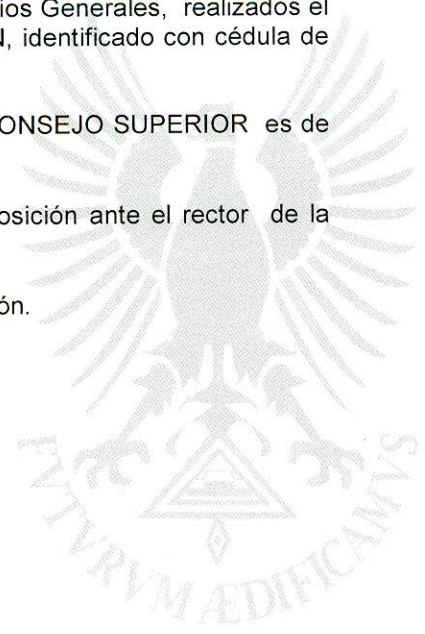 ios Generales, realizados el
N, identificado con cédula de
ONSEJO SUPERIOR es de
osición ante el rector de la
ón.
FVTVRVM ÆDIFICAMVS